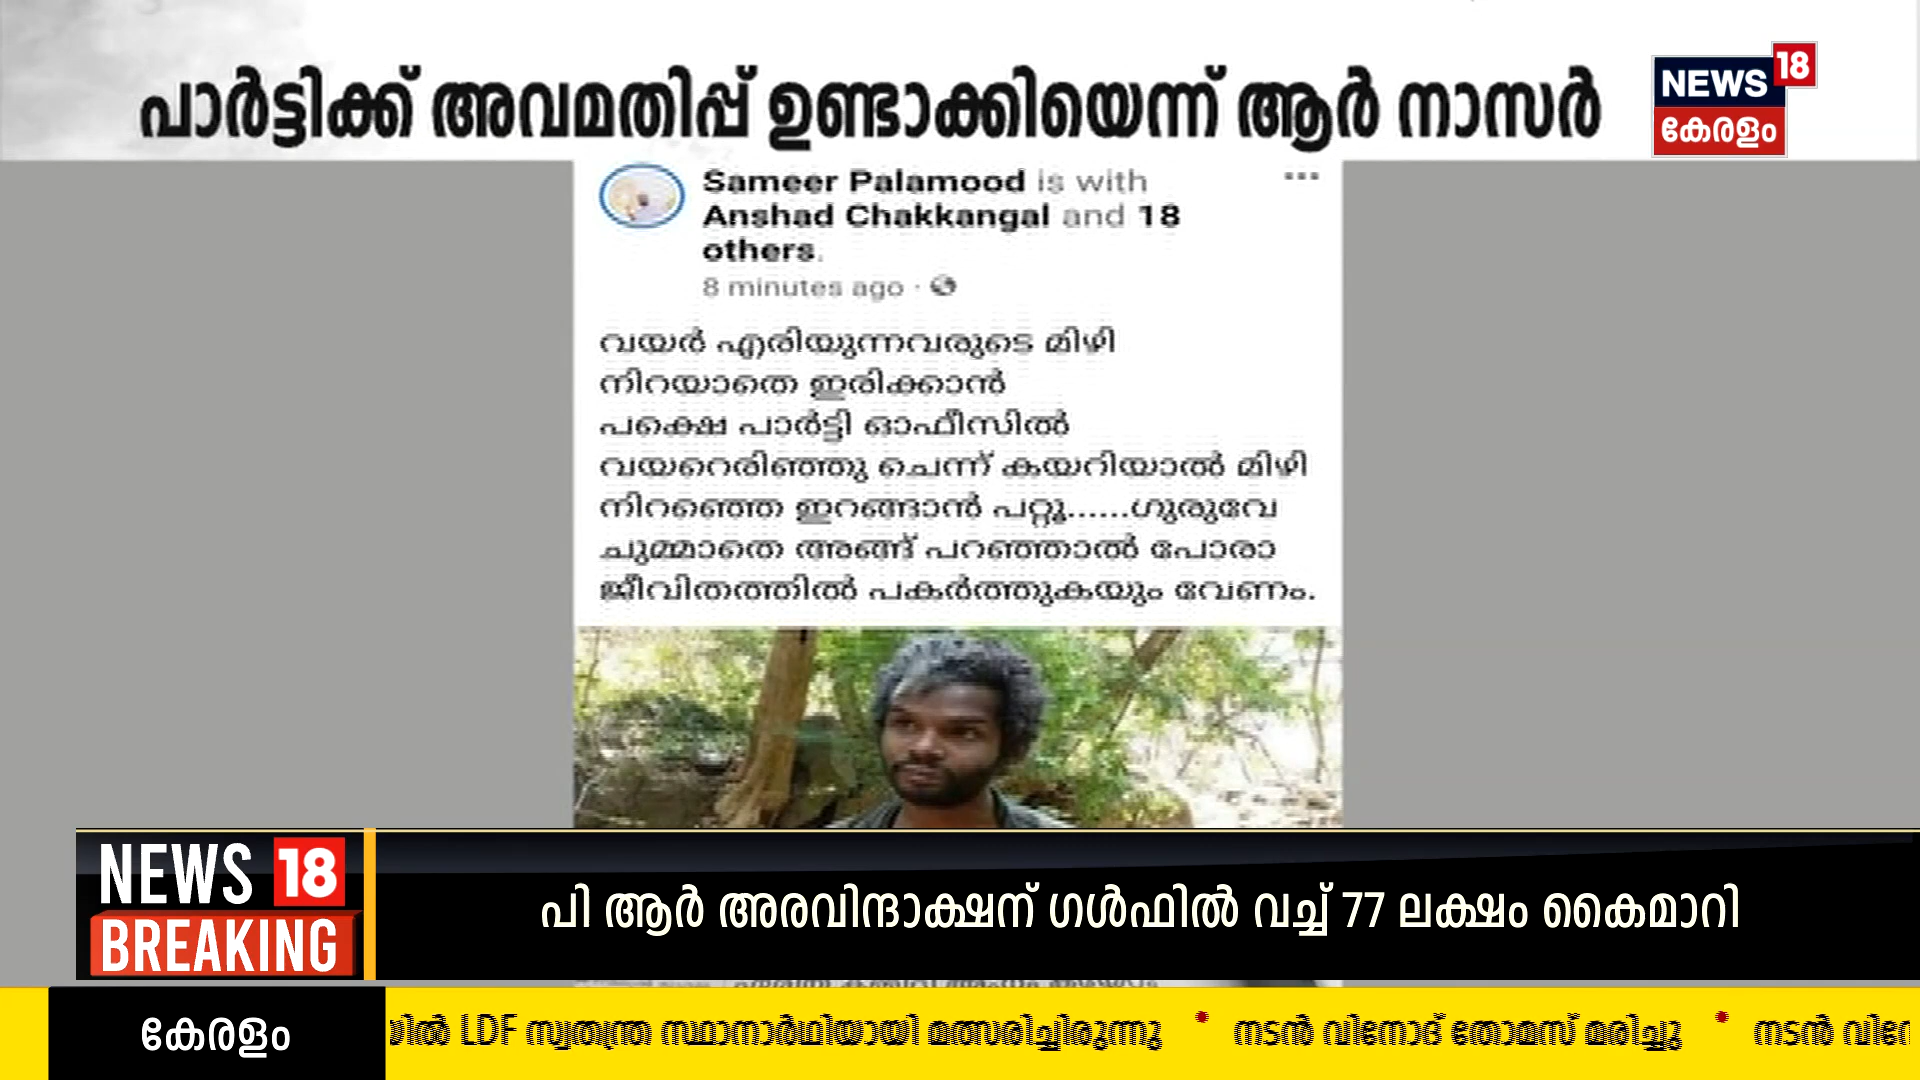 പാർട്ടിക്ക് അവമതിപ്പ് ഉണ്ടാക്കിയെന്ന് ആർ നാസർ
NEWS 18
കേരളം
Sameer Palamood is with
Anshad Chakkangal and 18
others.
8 minutes ago ·
വയർ എരിയുന്നവരുടെ മിഴി
നിറയാതെ ഇരിക്കാൻ
പക്ഷെ പാർട്ടി ഓഫീസിൽ
വയറെരിഞ്ഞു ചെന്ന് കയറിയാൽ മിഴി
നിറഞ്ഞെ ഇറങ്ങാൻ പറ്റൂ......ഗുരുവേ
ചുമ്മാതെ അങ്ങ് പറഞ്ഞാൽ പോരാ
ജീവിതത്തിൽ പകർത്തുകയും വേണം.
NEWS 18
BREAKING
പി ആർ അരവിന്ദാക്ഷന് ഗൾഫിൽ വച്ച് 77 ലക്ഷം കൈമാറി
കേരളം
LDF സ്വതന്ത്ര സ്ഥാനാർഥിയായി മത്സരിച്ചിരുന്നു • നടൻ വിനോദ് തോമസ് മരിച്ചു • നടൻ